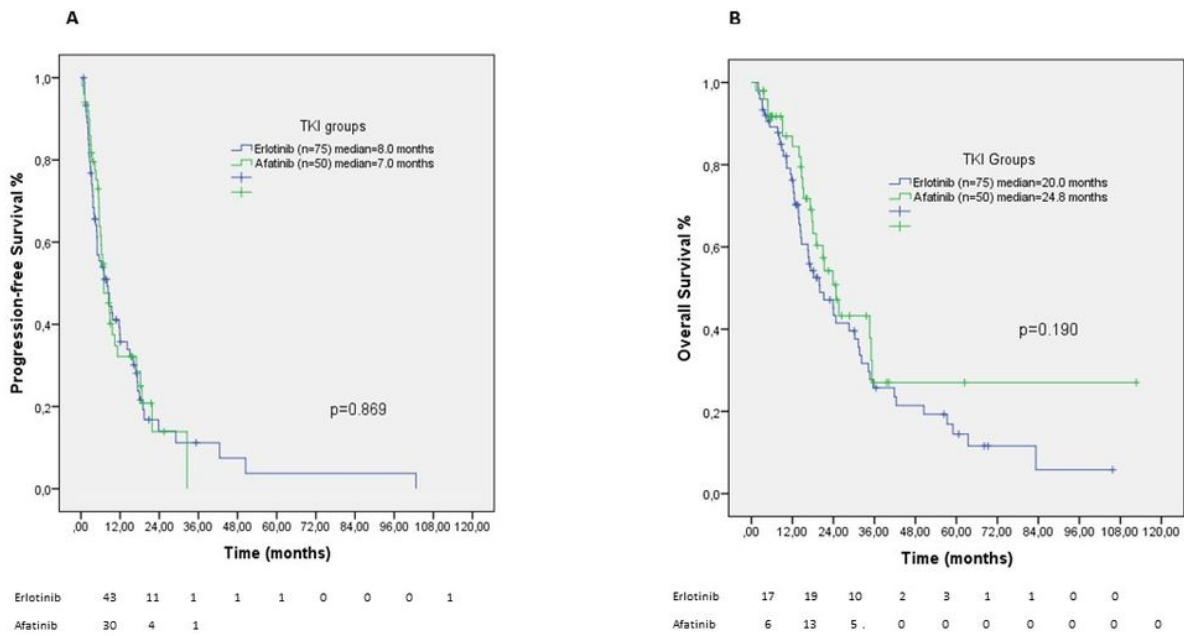 A
TKI groups
Erlotinib (n=75) median=8.0 months
Afatinib (n=50) median=7.0 months
p=0.869
Progression-free Survival %
1,0
0,8
0,6
0,4
0,2
0,0
,00 12,00 24,00 36,00 48,00 60,00 72,00 84,00 96,00 108,00 120,00
Time (months)
Erlotinib 43 11 1 1 1 0 0 0 1
Afatinib 30 4 1
B
TKI Groups
Erlotinib (n=75) median=20.0 months
Afatinib (n=50) median=24.8 months
p=0.190
Overall Survival %
1,0
0,8
0,6
0,4
0,2
0,0
,00 12,00 24,00 36,00 48,00 60,00 72,00 84,00 96,00 108,00 120,00
Time (months)
Erlotinib 17 19 10 2 3 1 1 0 0
Afatinib 6 13 5 . 0 0 0 0 0 0 0